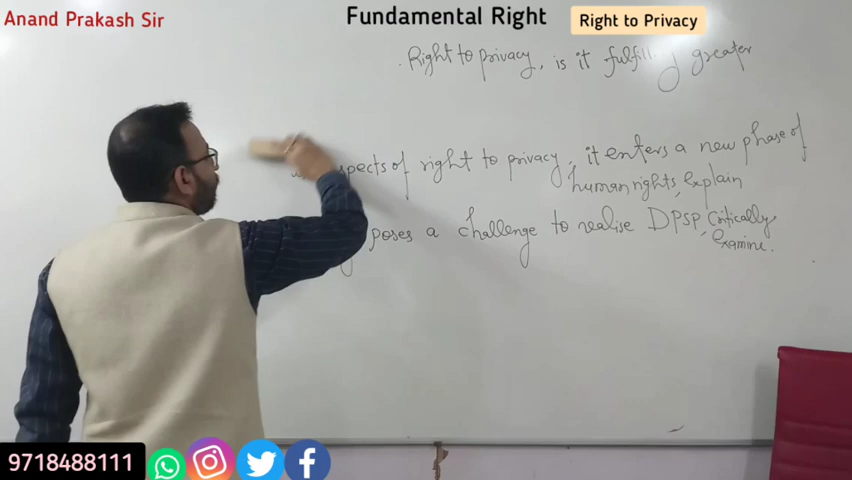 Anand Prakash Sir
Fundamental Right
Right to Privacy
. Right to privacy, is it fulfilling greater
spects of right to privacy, it enters a new phase of
human rights, Explain
poses a challenge to realise DPSP, Critically
Examine.
9718488111